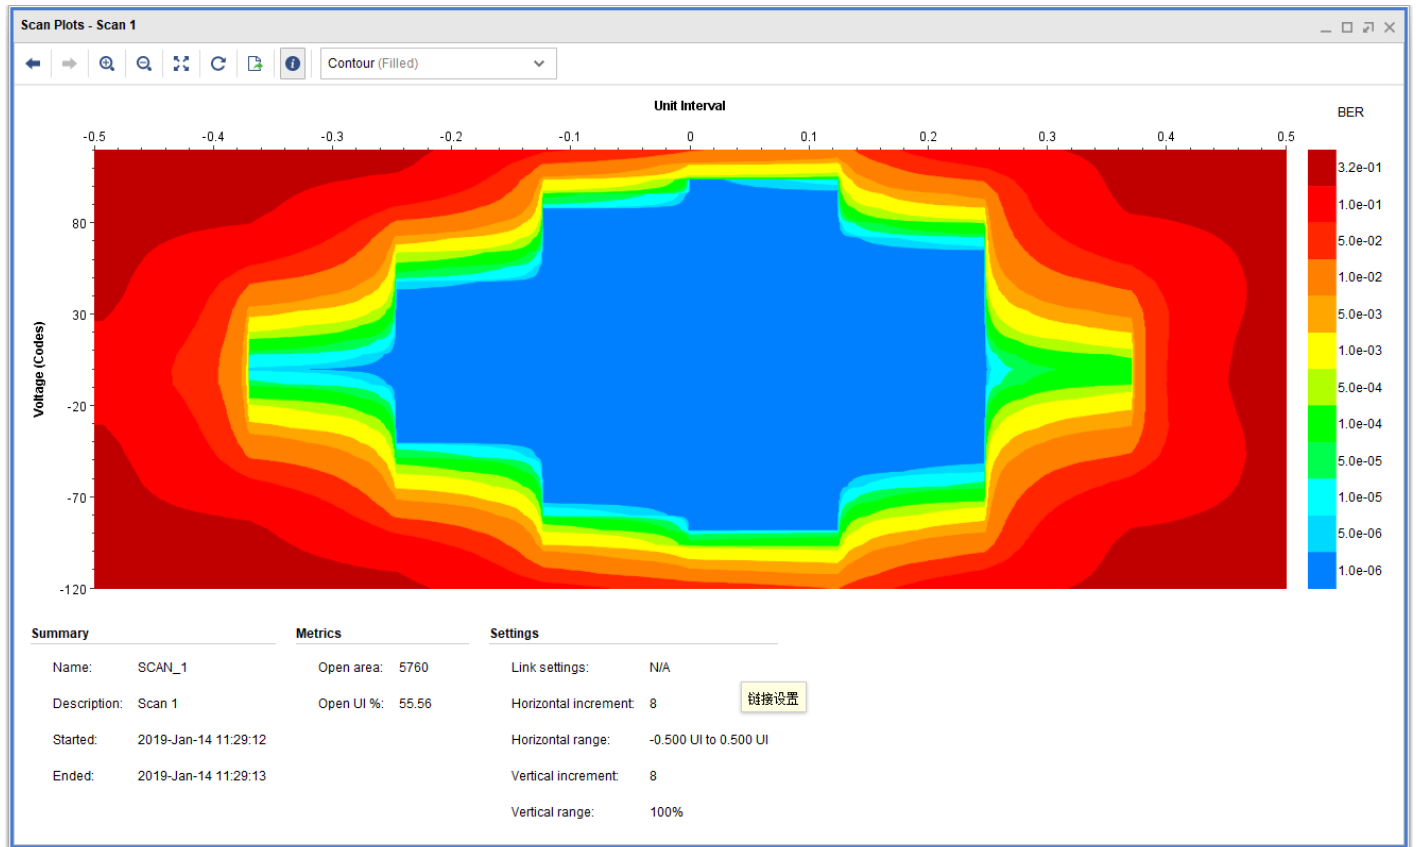 Scan Plots - Scan 1
Contour (Filled)
Unit Interval
BER
-0.5 -0.4 -0.3 -0.2 -0.1 0 0.1 0.2 0.3 0.4 0.5
3.2e-01
1.0e-01
5.0e-02
1.0e-02
5.0e-03
1.0e-03
5.0e-04
1.0e-04
5.0e-05
1.0e-05
5.0e-06
1.0e-06
Voltage (Codes)
80
30
-20
-70
-120
Summary
Name: SCAN_1
Description: Scan 1
Started: 2019-Jan-14 11:29:12
Ended: 2019-Jan-14 11:29:13
Metrics
Open area: 5760
Open UI %: 55.56
Settings
Link settings: N/A
链接设置
Horizontal increment: 8
Horizontal range: -0.500 UI to 0.500 UI
Vertical increment: 8
Vertical range: 100%